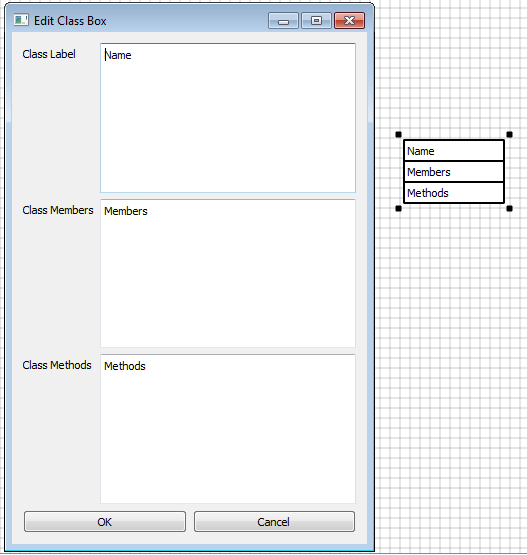 Edit Class Box
Class Label
Name
Class Members
Members
Class Methods
Methods
OK
Cancel
Name
Members
Methods